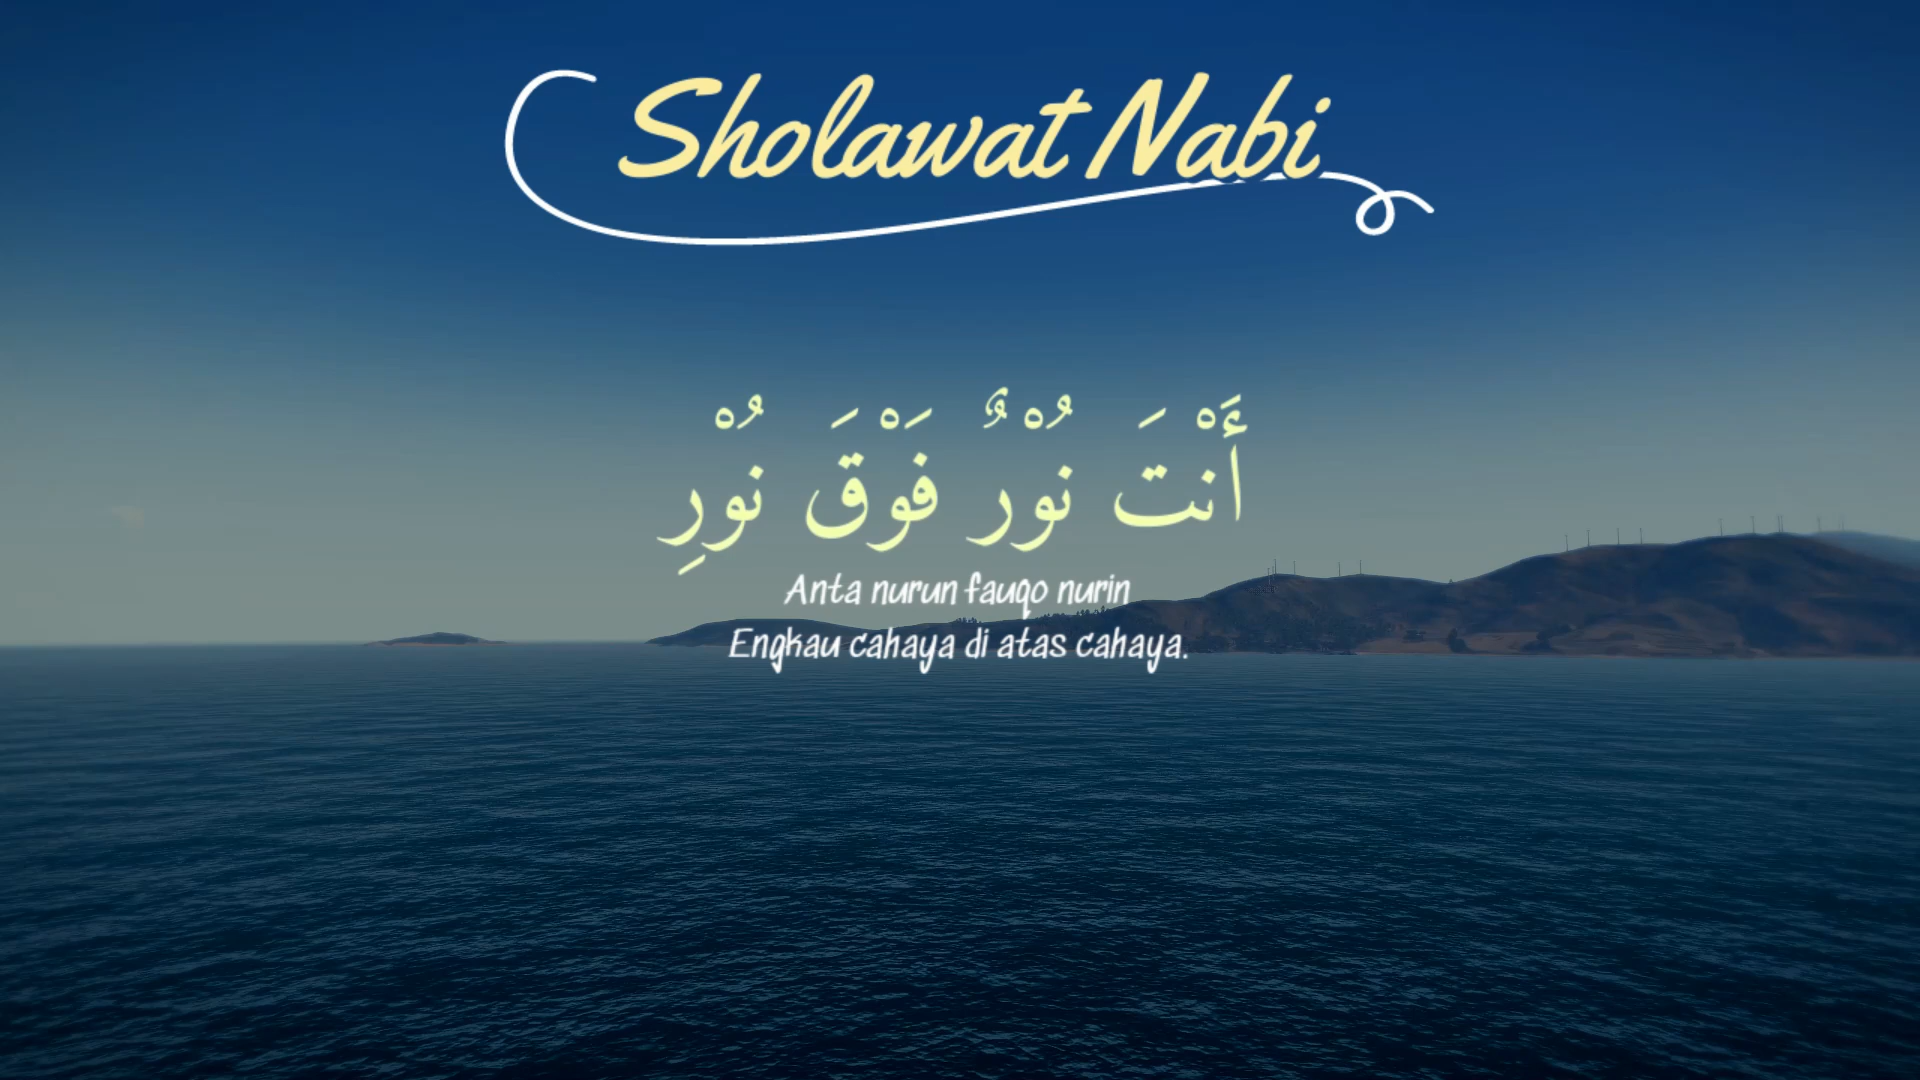 Sholawat Nabi
أَنْتَ نُوْرٌ فَوْقَ نُوْرِ
Anta nurun fauqo nurin
Engkau cahaya di atas cahaya.